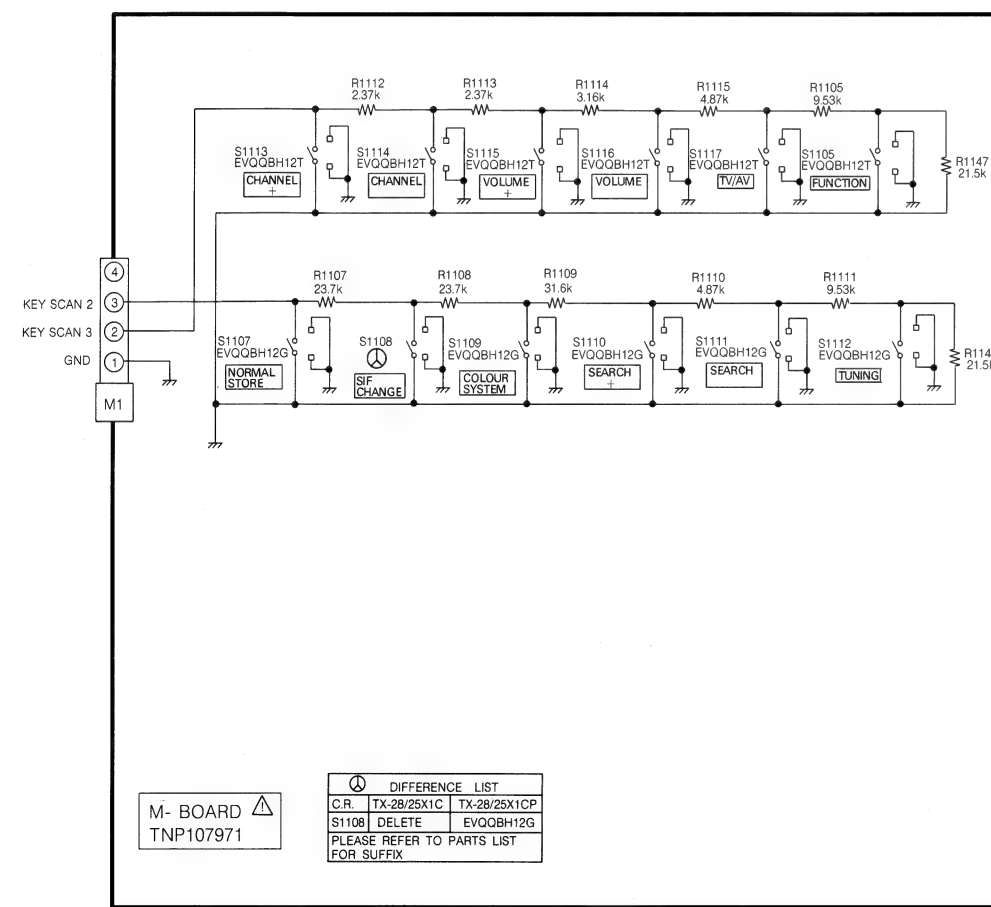 R1112
2.37k
R1113
2.37k
R1114
3.16k
R1115
4.87k
R1105
9.53k
S1113
EVQQBH12T
CHANNEL
+
S1114
EVQQBH12T
CHANNEL
S1115
EVQQBH12T
VOLUME
+
S1116
EVQQBH12T
VOLUME
S1117
EVQQBH12T
TV/AV
S1105
EVQQBH12T
FUNCTION
R1147
21.5k
4
KEY SCAN 2 3
KEY SCAN 3 2
GND 1
M1
R1107
23.7k
R1108
23.7k
R1109
31.6k
R1110
4.87k
R1111
9.53k
S1107
EVQQBH12G
NORMAL
STORE
S1108
SIF
CHANGE
S1109
EVQQBH12G
COLOUR
SYSTEM
S1110
EVQQBH12G
SEARCH
+
S1111
EVQQBH12G
SEARCH
S1112
EVQQBH12G
TUNING
R114
21.5
M- BOARD
TNP107971
DIFFERENCE LIST
C.R. TX-28/25X1C TX-28/25X1CP
S1108 DELETE EVQQBH12G
PLEASE REFER TO PARTS LIST
FOR SUFFIX